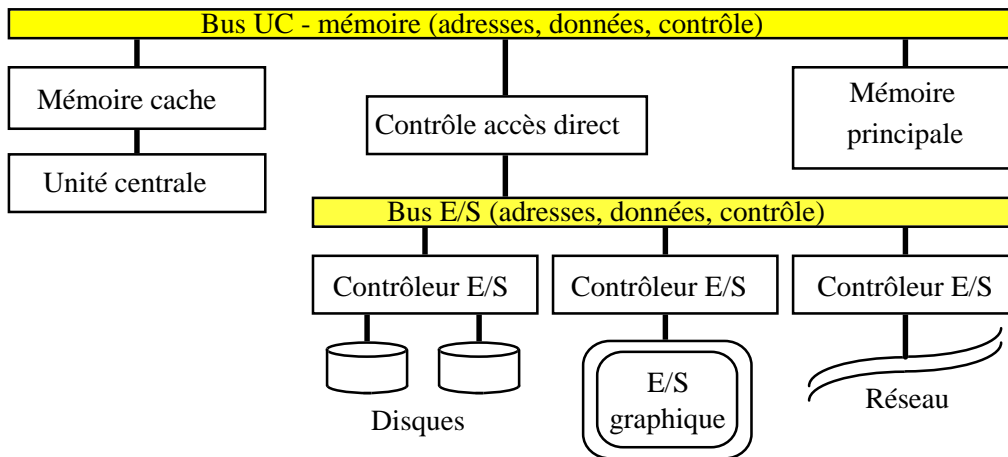 Bus UC - mémoire (adresses, données, contrôle)
Mémoire cache
Unité centrale
Contrôle accès direct
Mémoire
principale
Bus E/S (adresses, données, contrôle)
Contrôleur E/S
Contrôleur E/S
Contrôleur E/S
Disques
E/S
graphique
Réseau